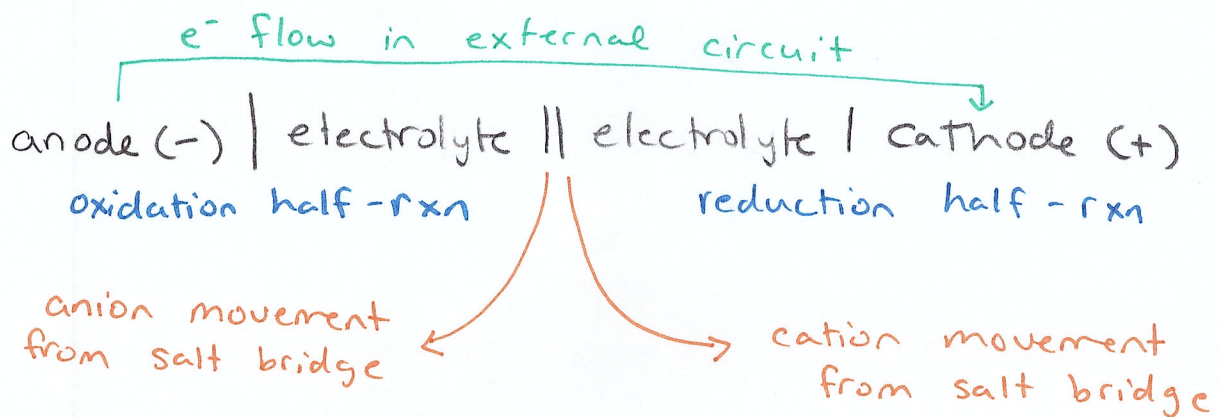 e⁻ flow in external circuit
anode (-) | electrolyte || electrolyte | cathode (+)
oxidation half-rxn
reduction half-rxn
anion movement
from salt bridge
cation movement
from salt bridge